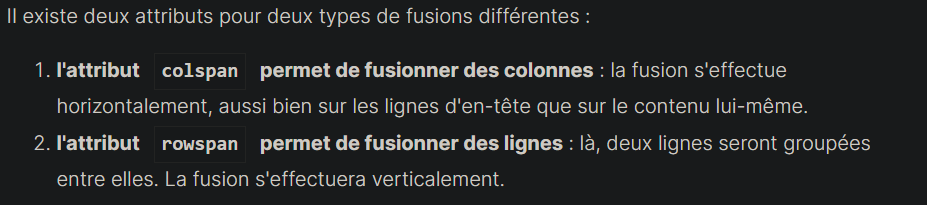 Il existe deux attributs pour deux types de fusions différentes :
1. l'attribut colspan permet de fusionner des colonnes : la fusion s'effectue
horizontalement, aussi bien sur les lignes d'en-tête que sur le contenu lui-même.
2. l'attribut rowspan permet de fusionner des lignes : là, deux lignes seront groupées
entre elles. La fusion s'effectuera verticalement.